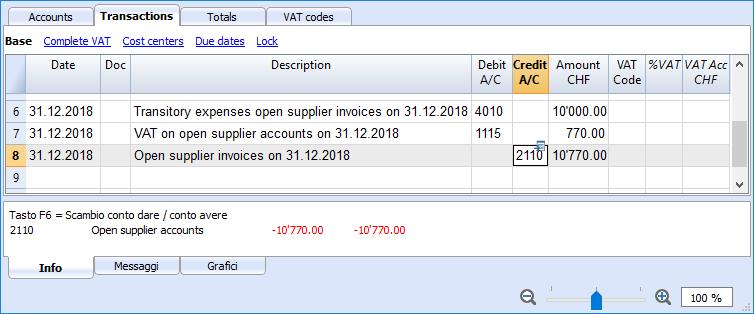 Accounts Transactions Totals VAT codes
Base Complete VAT Cost centers Due dates Lock
Date Doc Description Debit A/C Credit A/C Amount CHF VAT Code %VAT VAT Acc CHF
6 31.12.2018 Transitory expenses open supplier invoices on 31.12.2018 4010 10'000.00
7 31.12.2018 VAT on open supplier accounts on 31.12.2018 1115 770.00
8 31.12.2018 Open supplier invoices on 31.12.2018 2110 10'770.00
9
Tasto F6 = Scambio conto dare / conto avere
2110 Open supplier accounts -10'770.00 -10'770.00
Info Messaggi Grafici
100 %